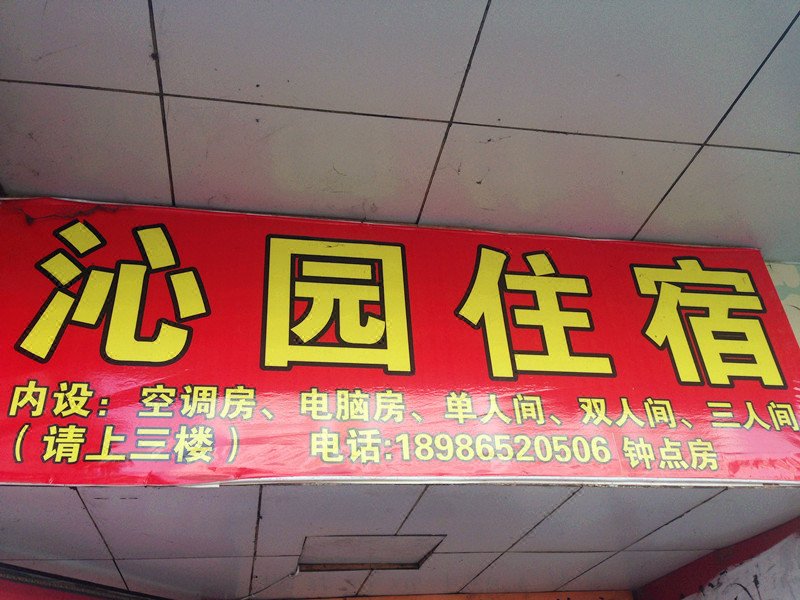 沁园住宿
内设：空调房、电脑房、单人间、双人间、三人间
（请上三楼） 电话:18986520506 钟点房